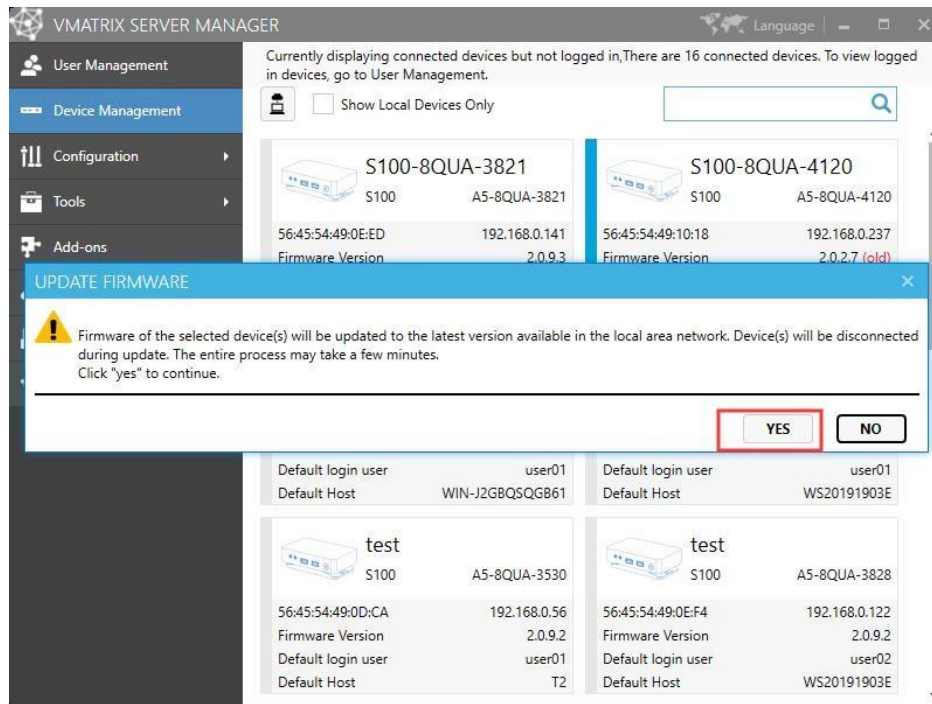 VMATRIX SERVER MANAGER
Language
User Management
Device Management
Configuration
Tools
Add-ons
Currently displaying connected devices but not logged in,There are 16 connected devices. To view logged
in devices, go to User Management.
Show Local Devices Only
S100-8QUA-3821
S100 A5-8QUA-3821
56:45:54:49:0E:ED 192.168.0.141
Firmware Version 2.0.9.3
S100-8QUA-4120
S100 A5-8QUA-4120
56:45:54:49:10:18 192.168.0.237
Firmware Version 2.0.2.7 (old)
UPDATE FIRMWARE
Firmware of the selected device(s) will be updated to the latest version available in the local area network. Device(s) will be disconnected
during update. The entire process may take a few minutes.
Click "yes" to continue.
YES
NO
Default login user user01
Default Host WIN-J2GBQSQGB61
Default login user user01
Default Host WS20191903E
test
S100 A5-8QUA-3530
56:45:54:49:0D:CA 192.168.0.56
Firmware Version 2.0.9.2
Default login user user01
Default Host T2
test
S100 A5-8QUA-3828
56:45:54:49:0E:F4 192.168.0.122
Firmware Version 2.0.9.2
Default login user user02
Default Host WS20191903E